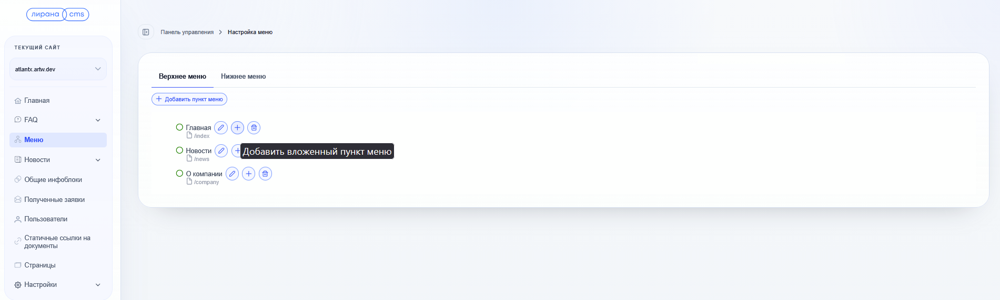 лирана cms
ТЕКУЩИЙ САЙТ
atlantx.artw.dev
Главная
FAQ
Меню
Новости
Общие инфоблоки
Полученные заявки
Пользователи
Статичные ссылки на
документы
Страницы
Настройки
Панель управления > Настройка меню
Верхнее меню Нижнее меню
+ Добавить пункт меню
Главная
/index
Новости
/news
Добавить вложенный пункт меню
О компании
/company